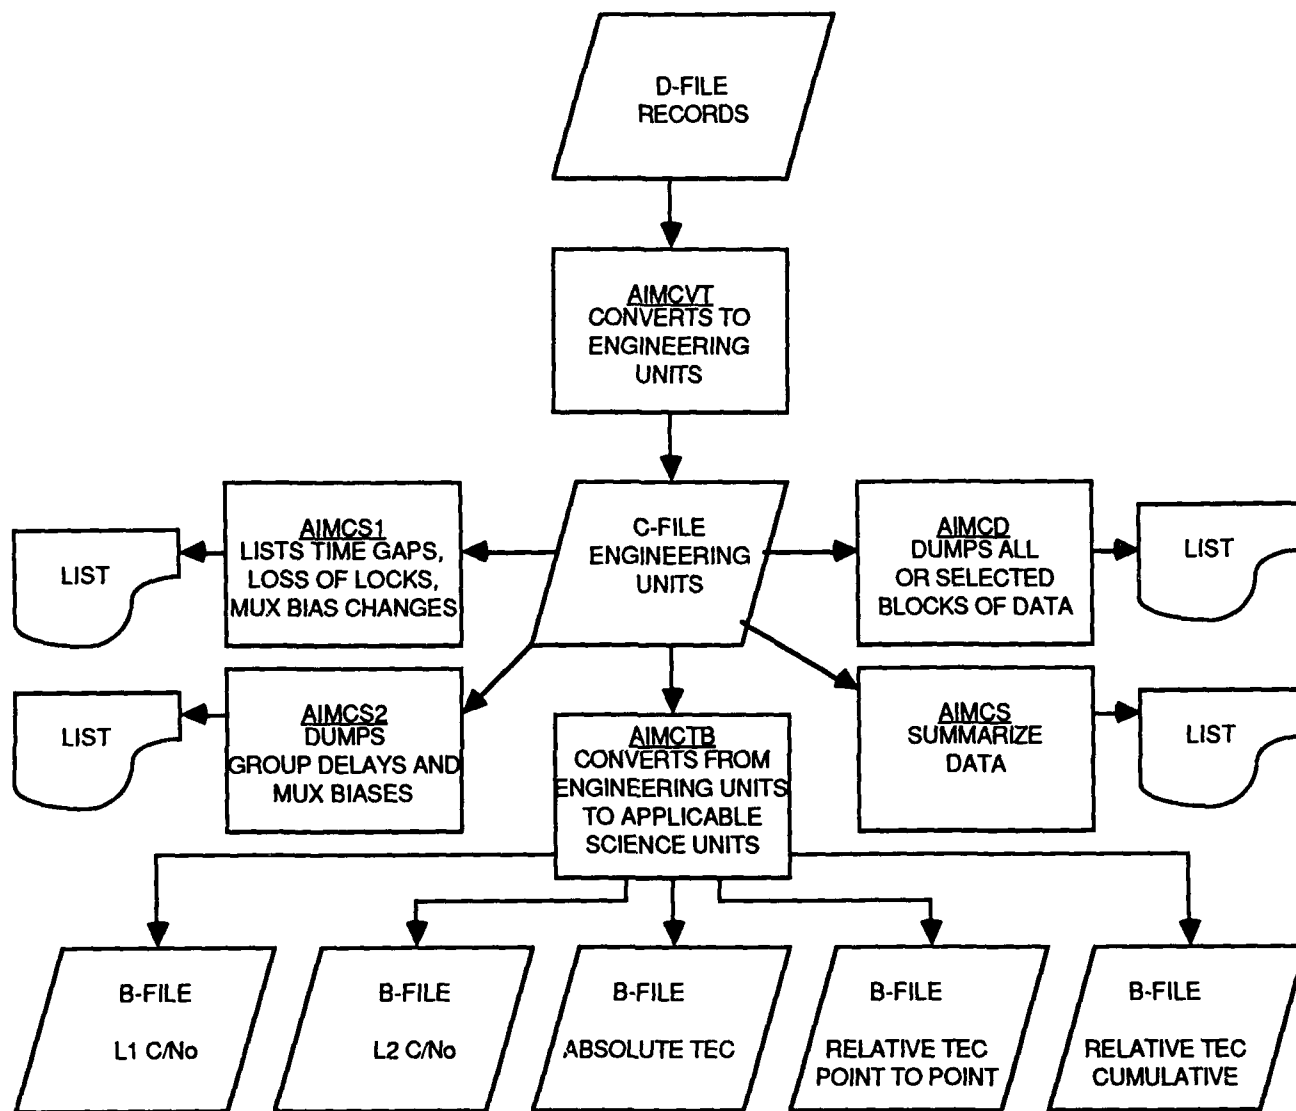 D-FILE
RECORDS
AIMCVT
CONVERTS TO
ENGINEERING
UNITS
LIST
AIMCS1
LISTS TIME GAPS,
LOSS OF LOCKS,
MUX BIAS CHANGES
C-FILE
ENGINEERING
UNITS
AIMCD
DUMPS ALL
OR SELECTED
BLOCKS OF DATA
LIST
LIST
AIMCS2
DUMPS
GROUP DELAYS AND
MUX BIASES
AIMCTB
CONVERTS FROM
ENGINEERING UNITS
TO APPLICABLE
SCIENCE UNITS
AIMCS
SUMMARIZE
DATA
LIST
B-FILE
L1 C/No
B-FILE
L2 C/No
B-FILE
ABSOLUTE TEC
B-FILE
RELATIVE TEC
POINT TO POINT
B-FILE
RELATIVE TEC
CUMULATIVE